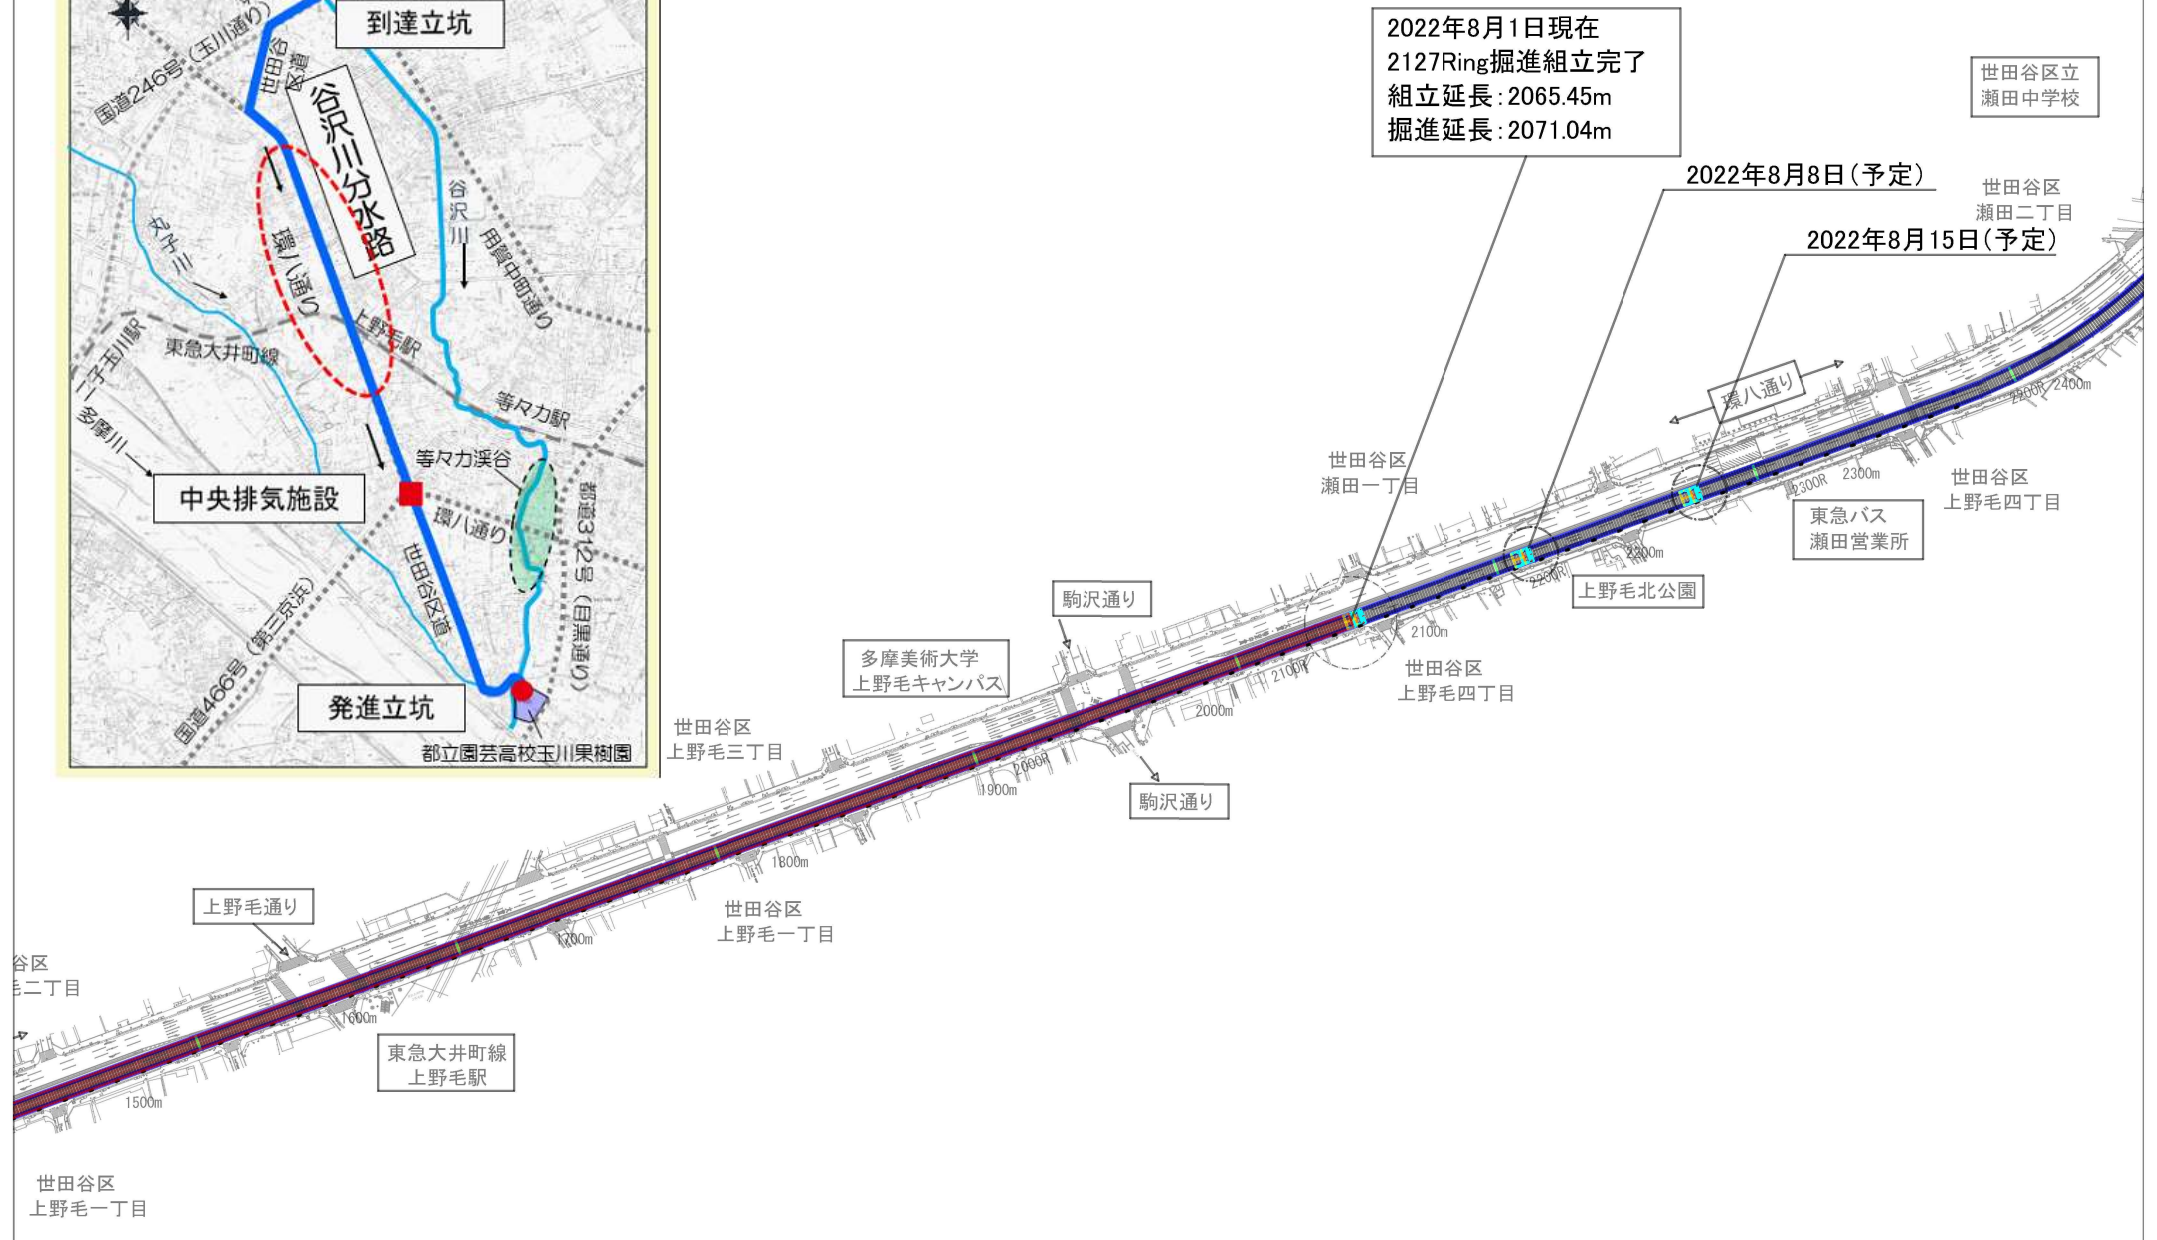 到達立坑
国道246号（玉川通り）
世田谷
区道
谷沢川分水路
谷沢川
用賀中町通り
環八通り
上野毛駅
東急大井町線
二子玉川駅
多摩川
等々力駅
等々力渓谷
中央排気施設
環八通り
都道312号（目黒通り）
世田谷区道
国道466号（第三京浜）
発進立坑
都立園芸高校玉川果樹園
2022年8月1日現在
2127Ring掘進組立完了
組立延長：2065.45m
掘進延長：2071.04m
2022年8月8日（予定）
2022年8月15日（予定）
世田谷区立
瀬田中学校
世田谷区
瀬田二丁目
環八通り
2200R
2400m
世田谷区
瀬田一丁目
2300m
2300R
世田谷区
上野毛四丁目
東急バス
瀬田営業所
2200m
2200R
上野毛北公園
駒沢通り
2100m
2100R
世田谷区
上野毛四丁目
多摩美術大学
上野毛キャンパス
2000m
世田谷区
上野毛三丁目
2000R
1900m
駒沢通り
1800m
世田谷区
上野毛一丁目
上野毛通り
1700m
谷区
二丁目
1600m
東急大井町線
上野毛駅
1500m
世田谷区
上野毛一丁目